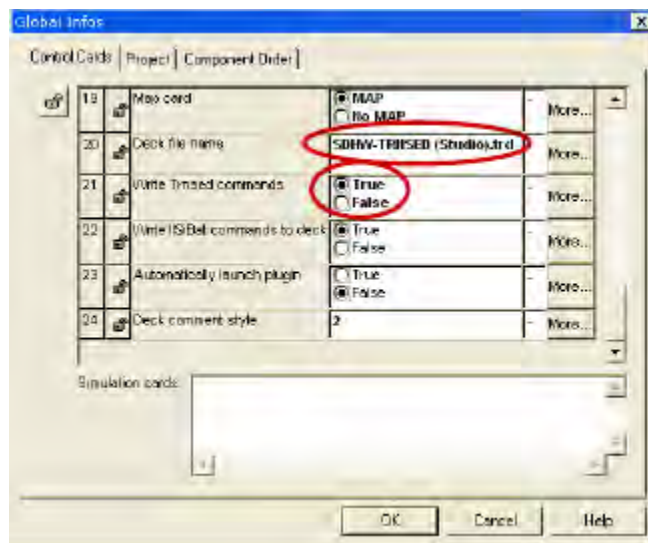 Global Infos
Control Cards
Project
Component Order
19 Map card MAP
No MAP More...
20 Deck file name SDHW-TRNSED (Studio).trd More...
21 Write Trnsed commands True
False More...
22 Write ISiBat commands to deck True
False More...
23 Automatically launch plugin True
False More...
24 Deck comment style 2 More...
Simulation cards
OK Cancel Help